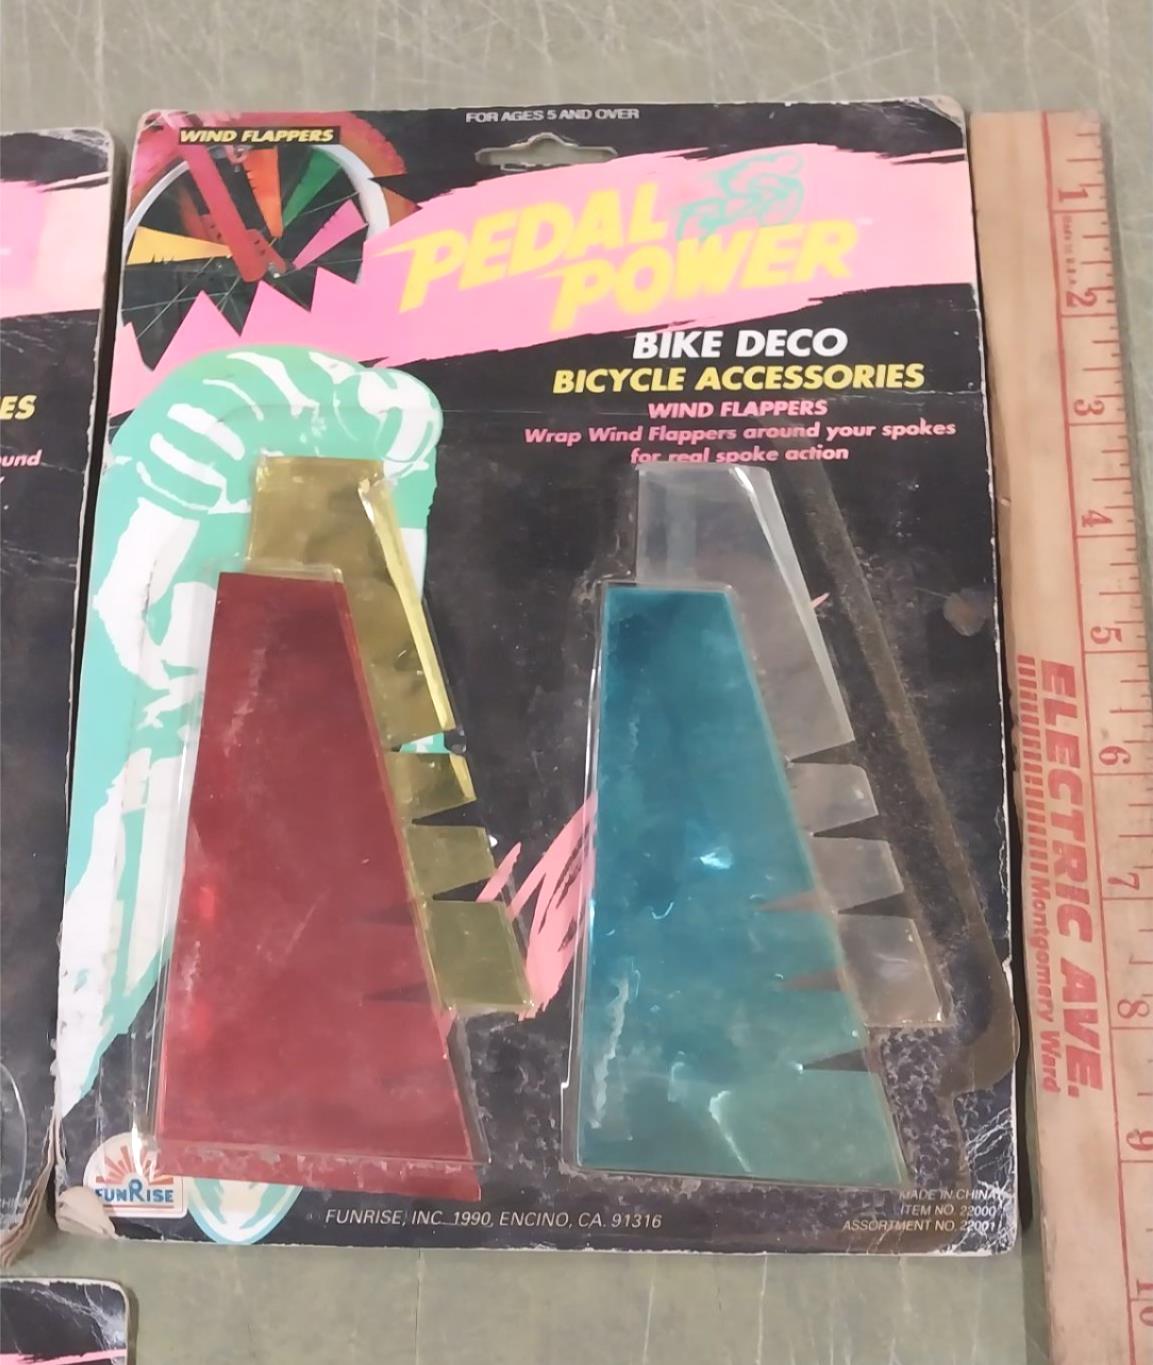 FOR AGES 5 AND OVER
WIND FLAPPERS
PEDAL
POWER
BIKE DECO
BICYCLE ACCESSORIES
WIND FLAPPERS
Wrap Wind Flappers around your spokes
for real spoke action
FUNRISE
FUNRISE, INC. 1990, ENCINO, CA. 91316
MADE IN CHINA
ITEM NO. 22000
ASSORTMENT NO. 22001
ES
ound
1
2
3
4
5
6
7
8
9
10
ELECTRIC AVE.
Montgomery Ward